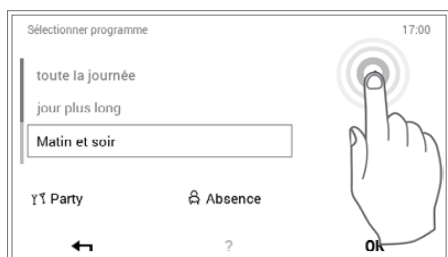 Sélectionner programme 17:00
toute la journée
jour plus long
Matin et soir
Party Absence
? OK